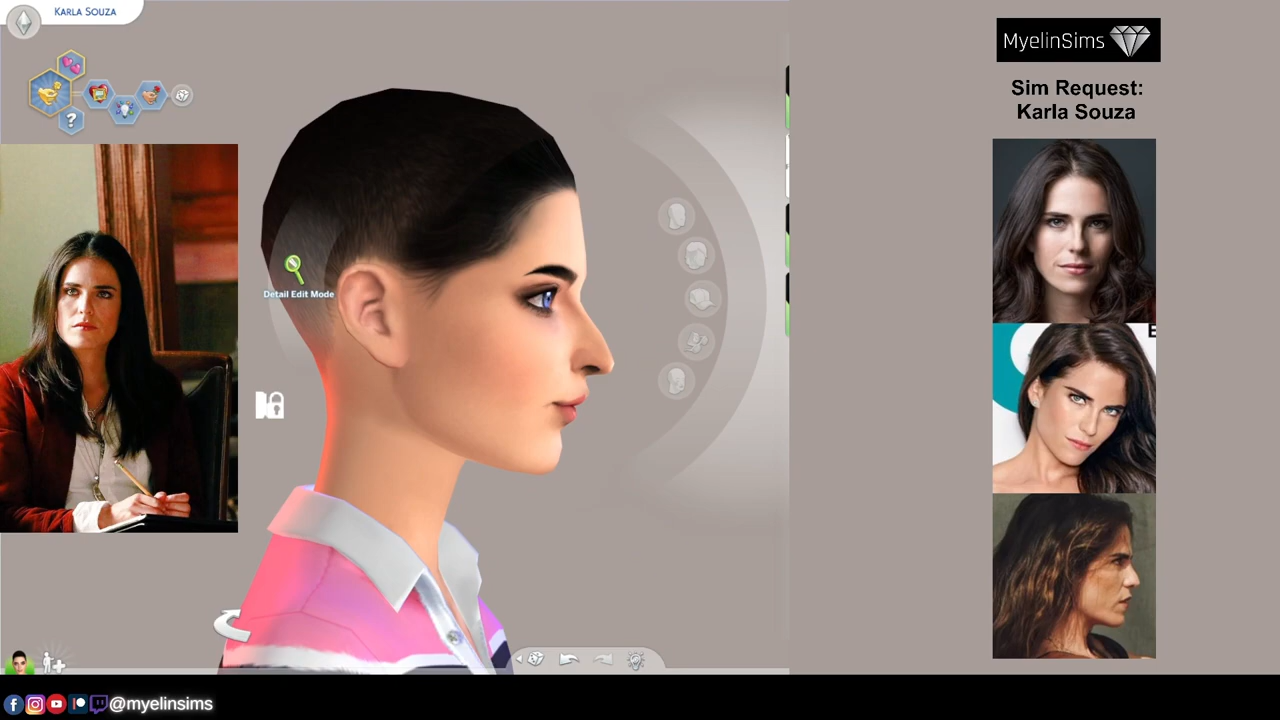 Karla Souza
MyelinSims
Sim Request:
Karla Souza
?
Detail Edit Mode
@myelinsims